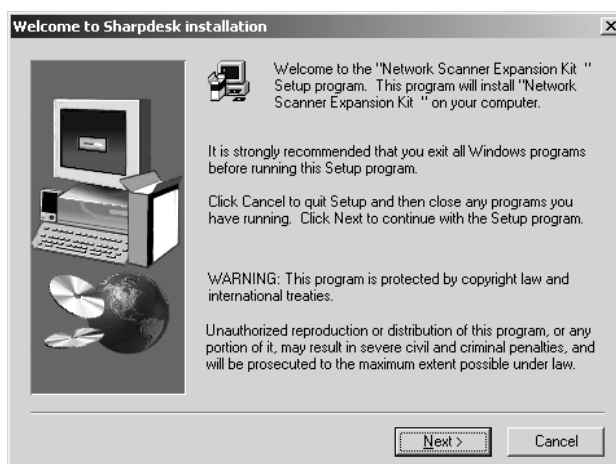 Welcome to Sharpdesk installation
Welcome to the "Network Scanner Expansion Kit "
Setup program. This program will install "Network
Scanner Expansion Kit " on your computer.
It is strongly recommended that you exit all Windows programs
before running this Setup program.
Click Cancel to quit Setup and then close any programs you
have running. Click Next to continue with the Setup program.
WARNING: This program is protected by copyright law and
international treaties.
Unauthorized reproduction or distribution of this program, or any
portion of it, may result in severe civil and criminal penalties, and
will be prosecuted to the maximum extent possible under law.
Next >
Cancel